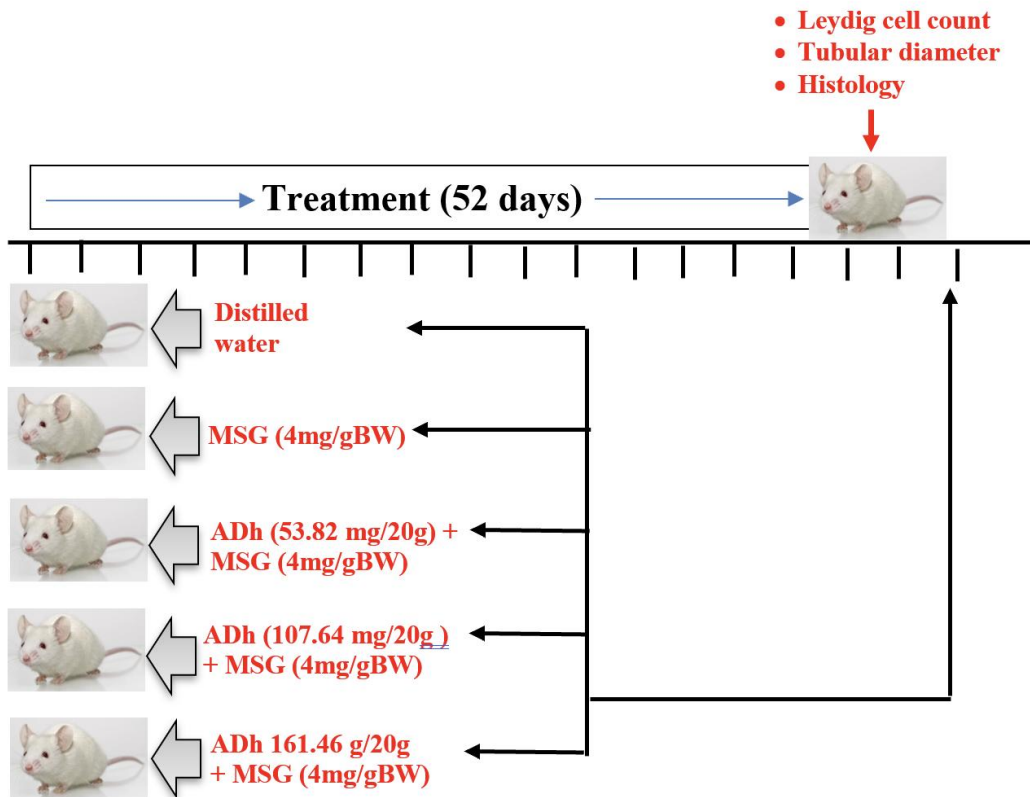 • Leydig cell count
• Tubular diameter
• Histology
Treatment (52 days)
Distilled
water
MSG (4mg/gBW)
ADh (53.82 mg/20g) +
MSG (4mg/gBW)
ADh (107.64 mg/20g )
+ MSG (4mg/gBW)
ADh 161.46 g/20g
+ MSG (4mg/gBW)